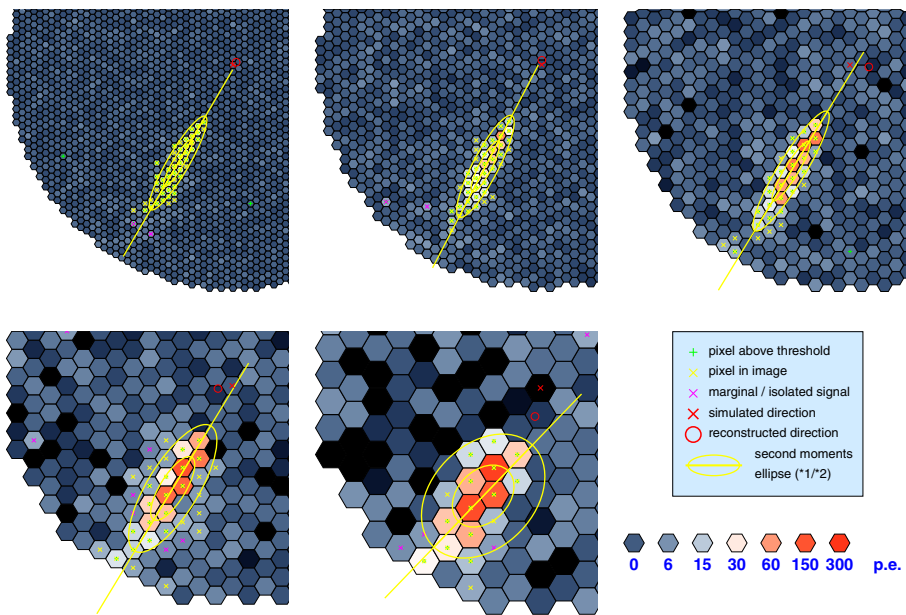 pixel above threshold
pixel in image
marginal / isolated signal
simulated direction
reconstructed direction
second moments
ellipse (*1/*2)
0 6 15 30 60 150 300 p.e.